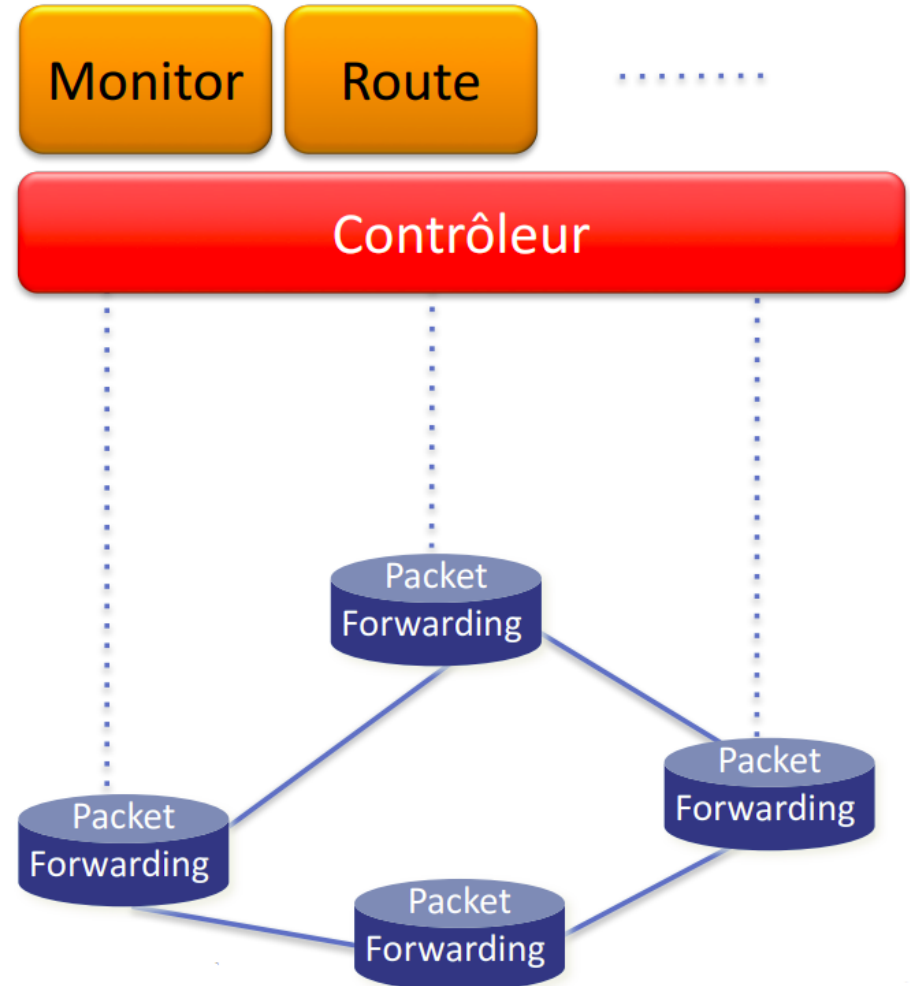 Monitor
Route
Contrôleur
Packet
Forwarding
Packet
Forwarding
Packet
Forwarding
Packet
Forwarding